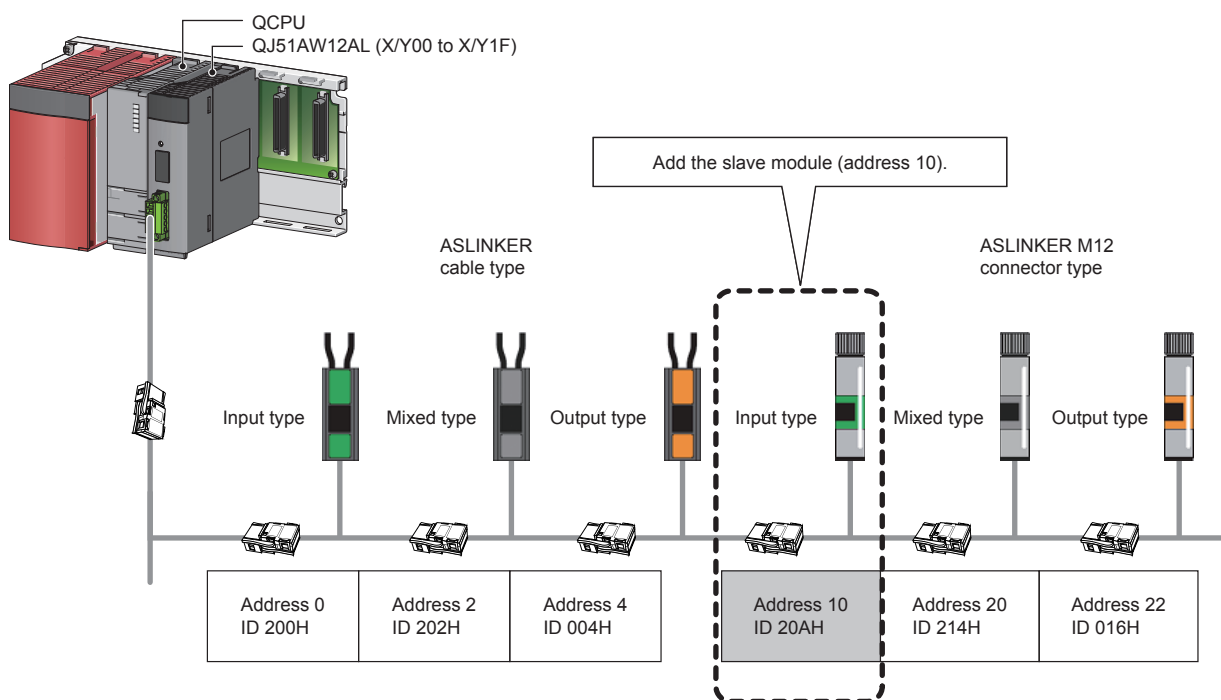 QCPU
QJ51AW12AL (X/Y00 to X/Y1F)
Add the slave module (address 10).
ASLINKER
cable type
ASLINKER M12
connector type
Input type
Mixed type
Output type
Input type
Mixed type
Output type
Address 0
ID 200H
Address 2
ID 202H
Address 4
ID 004H
Address 10
ID 20AH
Address 20
ID 214H
Address 22
ID 016H